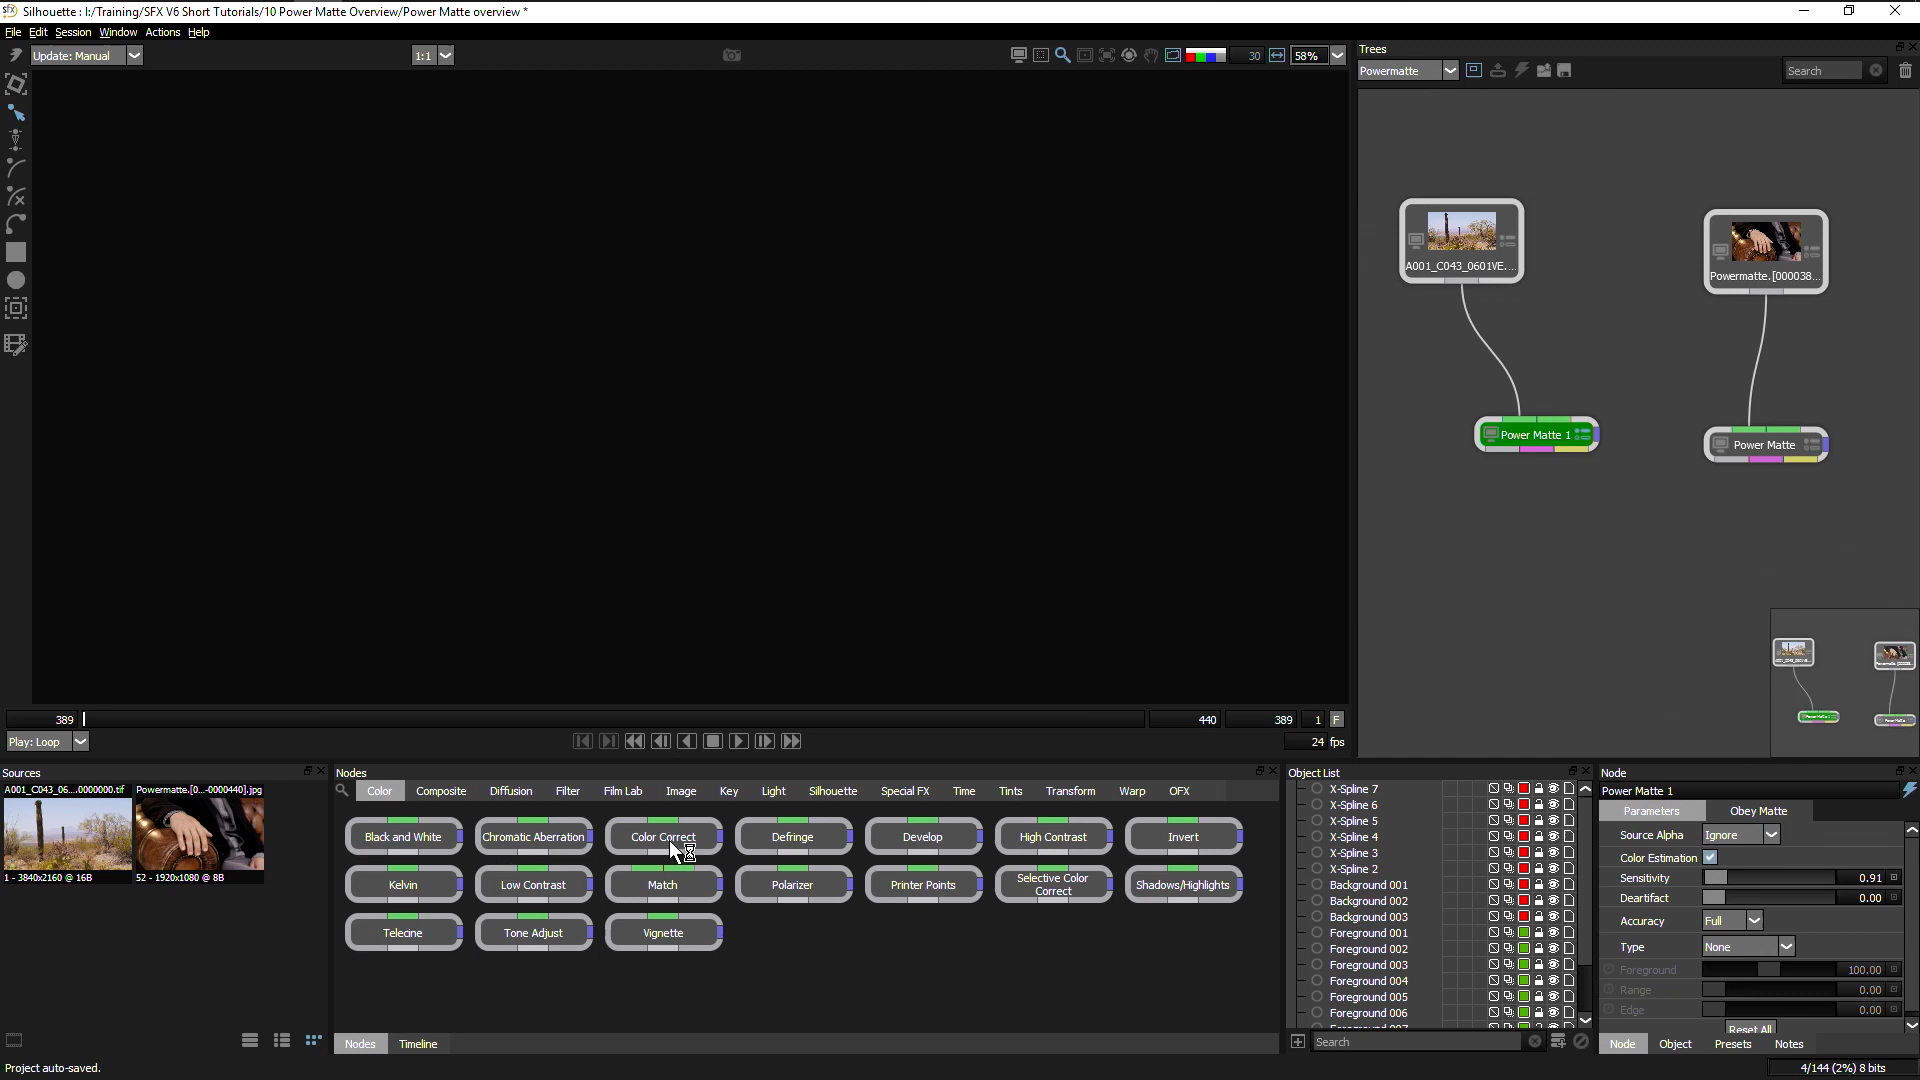 Silhouette : I:/Training/SFX V6 Short Tutorials/10 Power Matte Overview/Power Matte overview *
File Edit Session Window Actions Help
Update: Manual
1:1
30
58%
Trees
Powermatte
Search
A001_C043_0601VE....
Powermatte.[000038...
Power Matte 1
Power Matte
389
440
389
1
F
Play: Loop
24 fps
Sources
A001_C043_06....0000000.tif
Powermatte.[0...-0000440].jpg
1 - 3840x2160 @ 16B
52 - 1920x1080 @ 8B
Nodes
Color Composite Diffusion Filter Film Lab Image Key Light Silhouette Special FX Time Tints Transform Warp OFX
Black and White
Chromatic Aberration
Color Correct
Defringe
Develop
High Contrast
Invert
Kelvin
Low Contrast
Match
Polarizer
Printer Points
Selective Color
Correct
Shadows/Highlights
Telecine
Tone Adjust
Vignette
Nodes
Timeline
Object List
X-Spline 7
X-Spline 6
X-Spline 5
X-Spline 4
X-Spline 3
X-Spline 2
Background 001
Background 002
Background 003
Foreground 001
Foreground 002
Foreground 003
Foreground 004
Foreground 005
Foreground 006
Search
Node
Power Matte 1
Parameters
Obey Matte
Source Alpha Ignore
Color Estimation
Sensitivity 0.91
Deartifact 0.00
Accuracy Full
Type None
Foreground 100.00
Range 0.00
Edge 0.00
Reset All
Node Object Presets Notes
Project auto-saved.
4/144 (2%) 8 bits